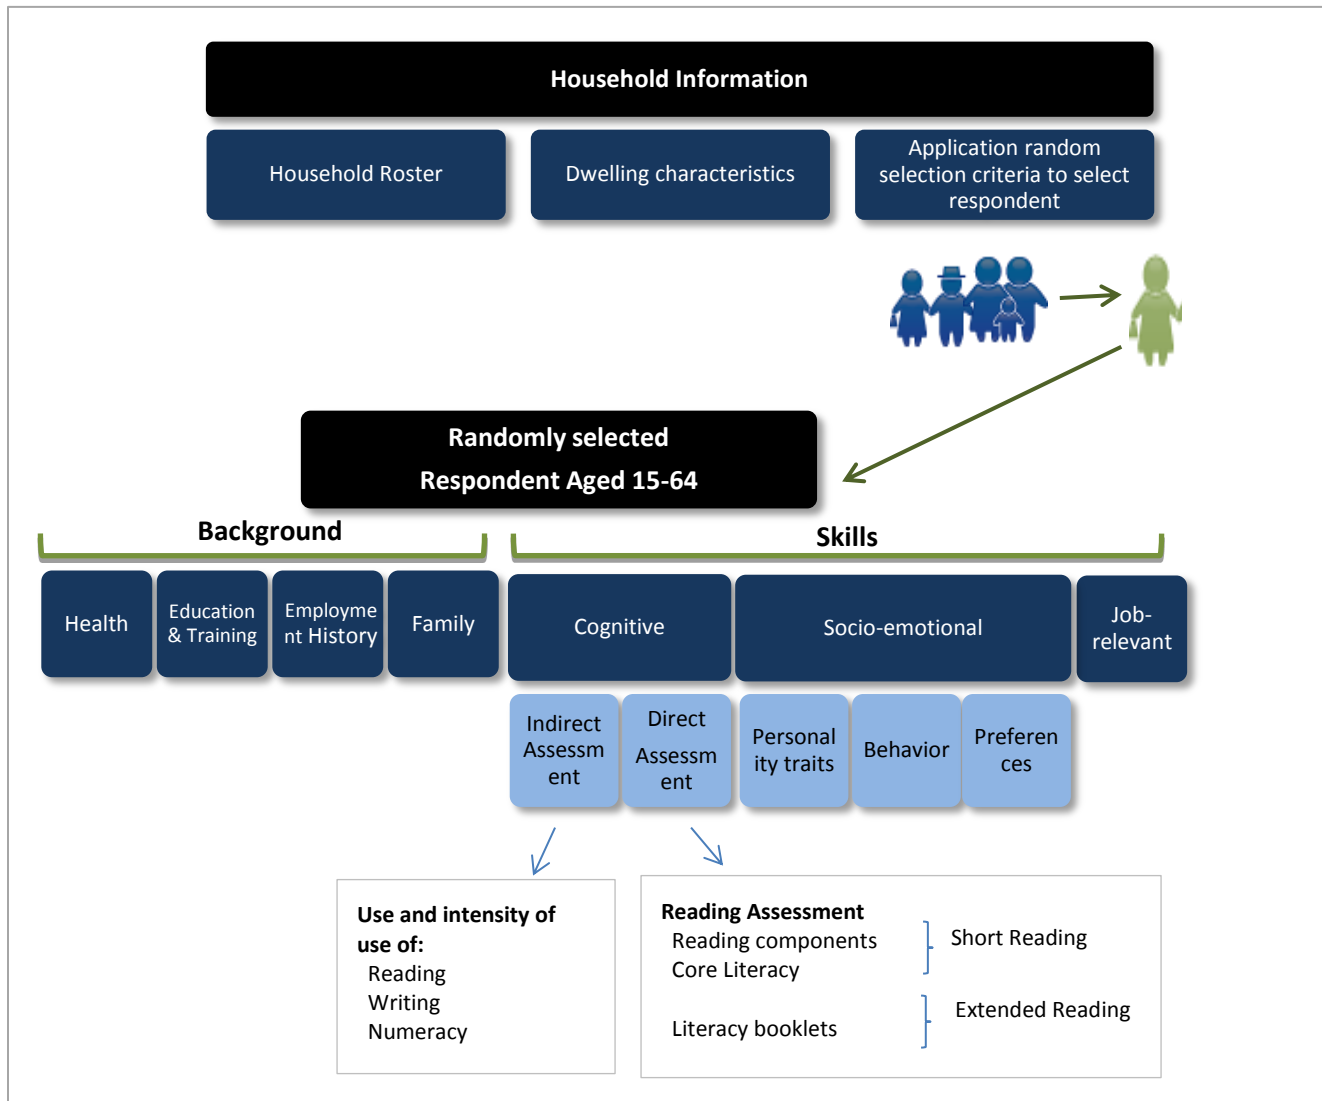 Household Information
Household Roster
Dwelling characteristics
Application random
selection criteria to select
respondent
Randomly selected
Respondent Aged 15-64
Background
Skills
Health
Education
& Training
Employme
nt History
Family
Cognitive
Socio-emotional
Job-
relevant
Indirect
Assessm
ent
Direct
Assessm
ent
Personal
ity traits
Behavior
Preferen
ces
Use and intensity of
use of:
Reading
Writing
Numeracy
Reading Assessment
Reading components
Core Literacy
Short Reading
Literacy booklets
Extended Reading